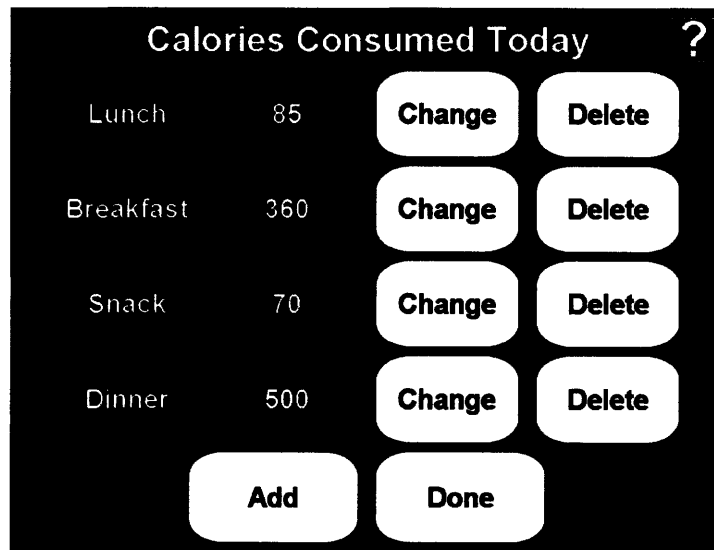 Calories Consumed Today ?
Lunch 85 Change Delete
Breakfast 360 Change Delete
Snack 70 Change Delete
Dinner 500 Change Delete
Add Done